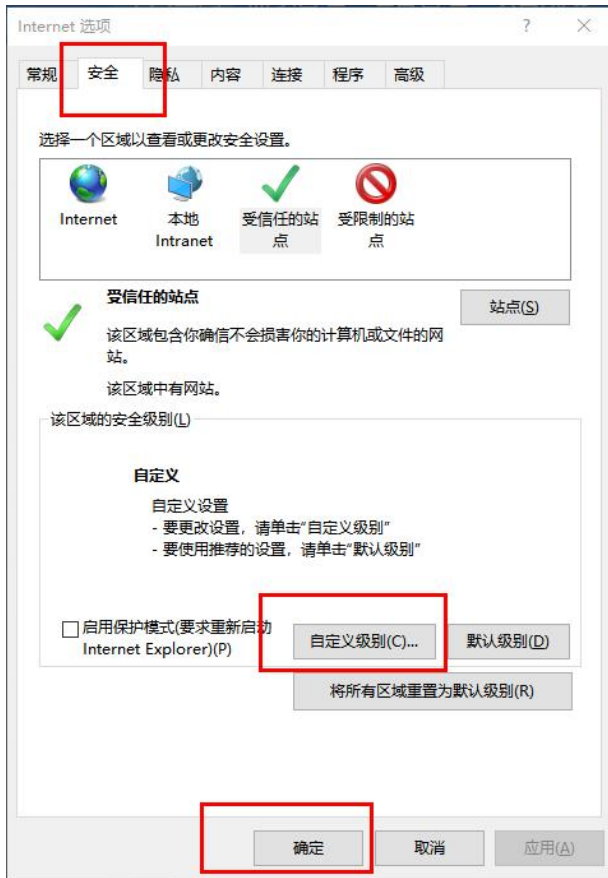 Internet 选项
常规 安全 隐私 内容 连接 程序 高级
选择一个区域以查看或更改安全设置。
Internet
本地
Intranet
受信任的站
点
受限制的站
点
受信任的站点
站点(S)
该区域包含你确信不会损害你的计算机或文件的网
站。
该区域中有网站。
该区域的安全级别(L)
自定义
自定义设置
- 要更改设置，请单击“自定义级别”
- 要使用推荐的设置，请单击“默认级别”
启用保护模式(要求重新启动
Internet Explorer)(P)
自定义级别(C)...
默认级别(D)
将所有区域重置为默认级别(R)
确定 取消 应用(A)